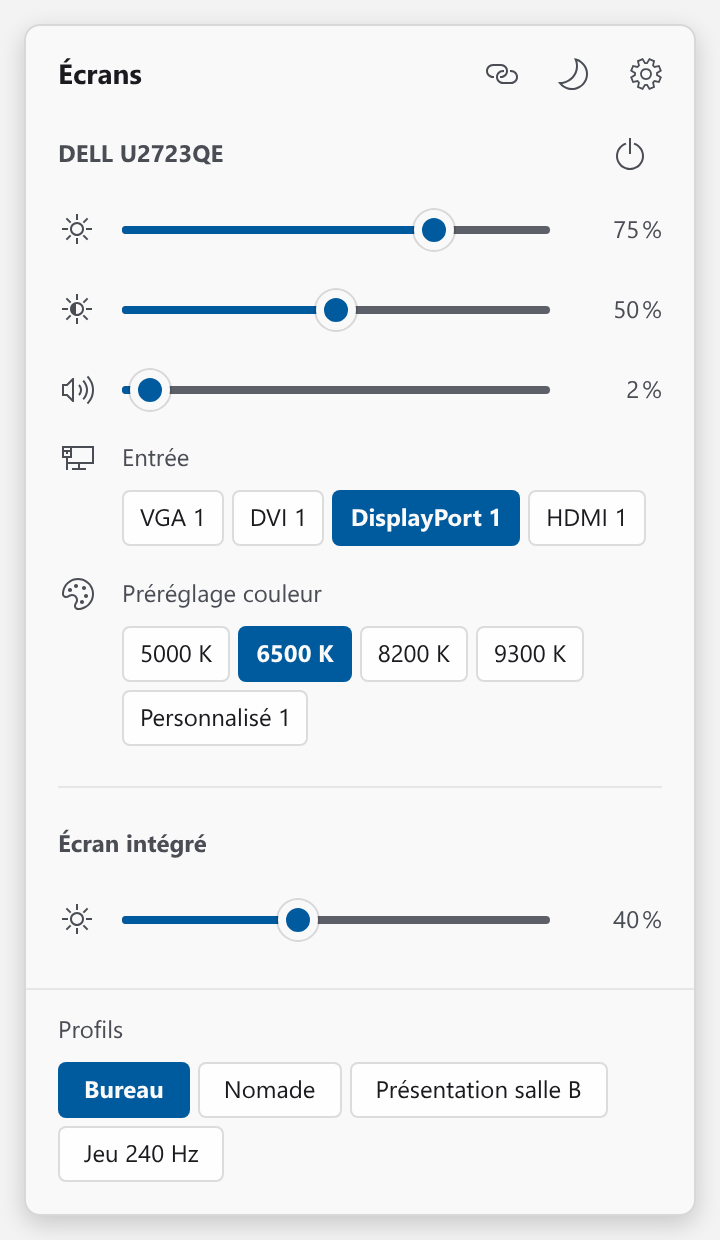 Écrans
DELL U2723QE
75 %
50 %
2 %
Entrée
VGA 1 DVI 1 DisplayPort 1 HDMI 1
Préréglage couleur
5000 K 6500 K 8200 K 9300 K
Personnalisé 1
Écran intégré
40 %
Profils
Bureau Nomade Présentation salle B
Jeu 240 Hz